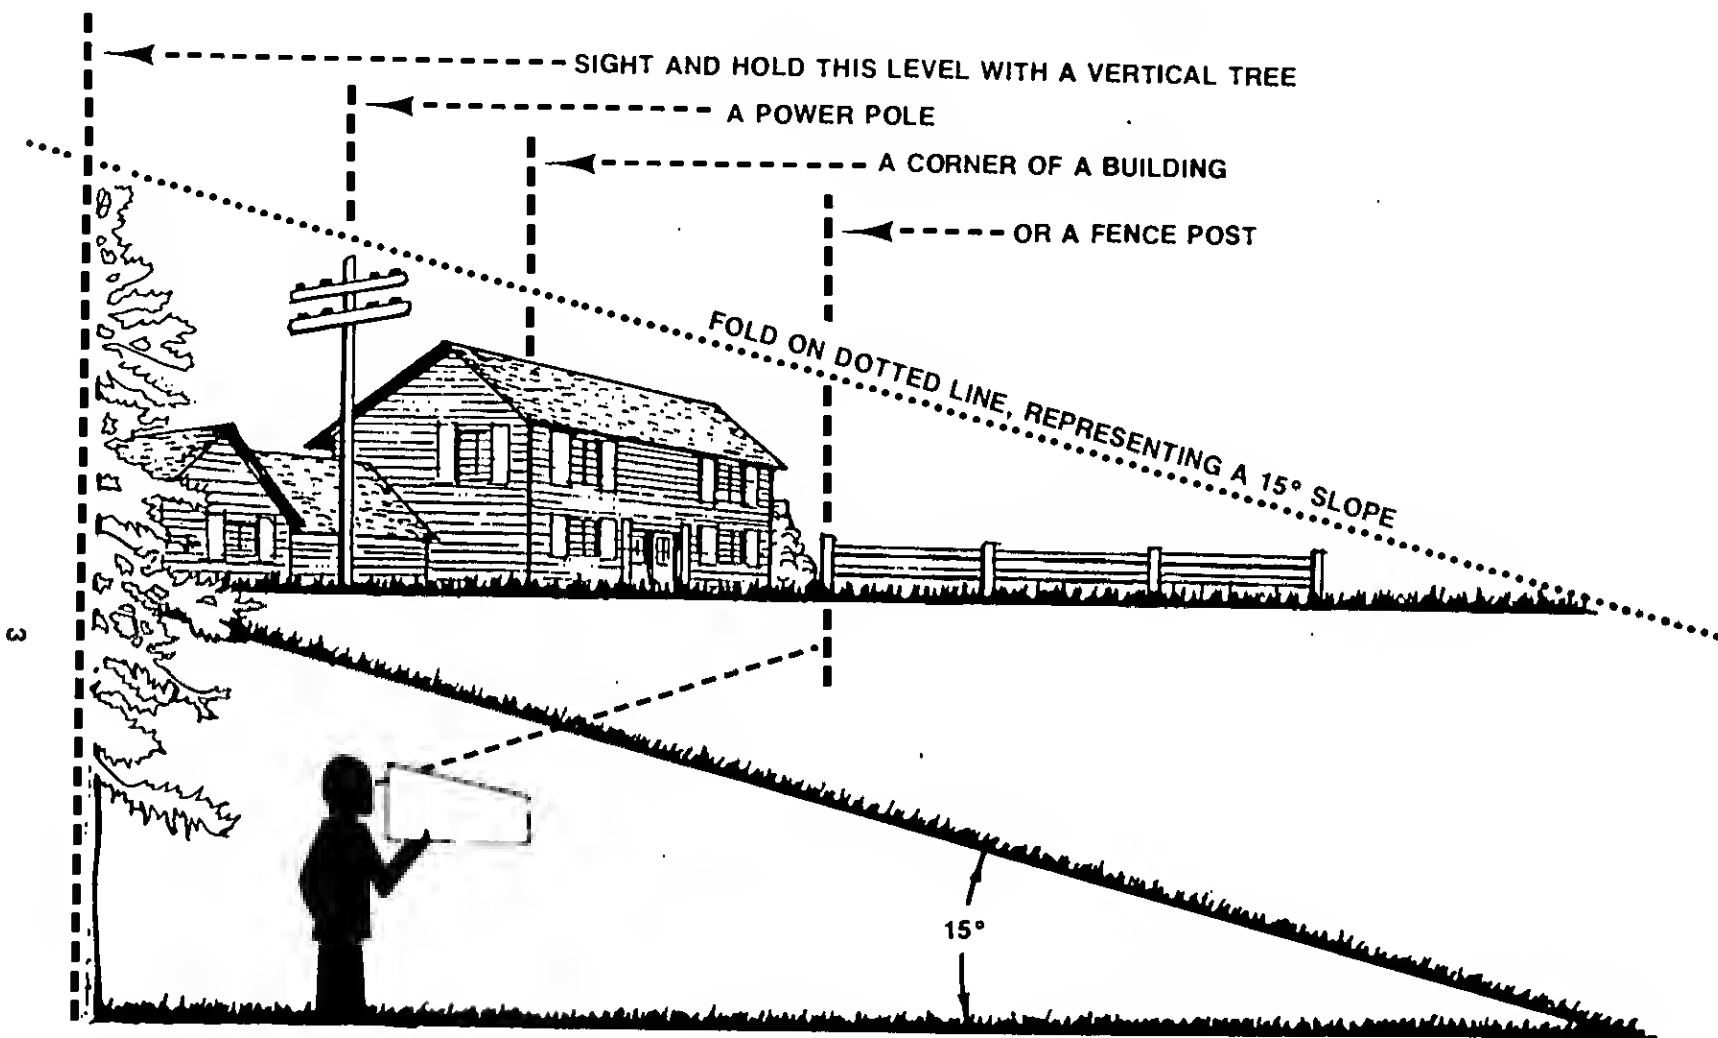 SIGHT AND HOLD THIS LEVEL WITH A VERTICAL TREE
A POWER POLE
A CORNER OF A BUILDING
OR A FENCE POST
FOLD ON DOTTED LINE, REPRESENTING A 15° SLOPE
3
15°